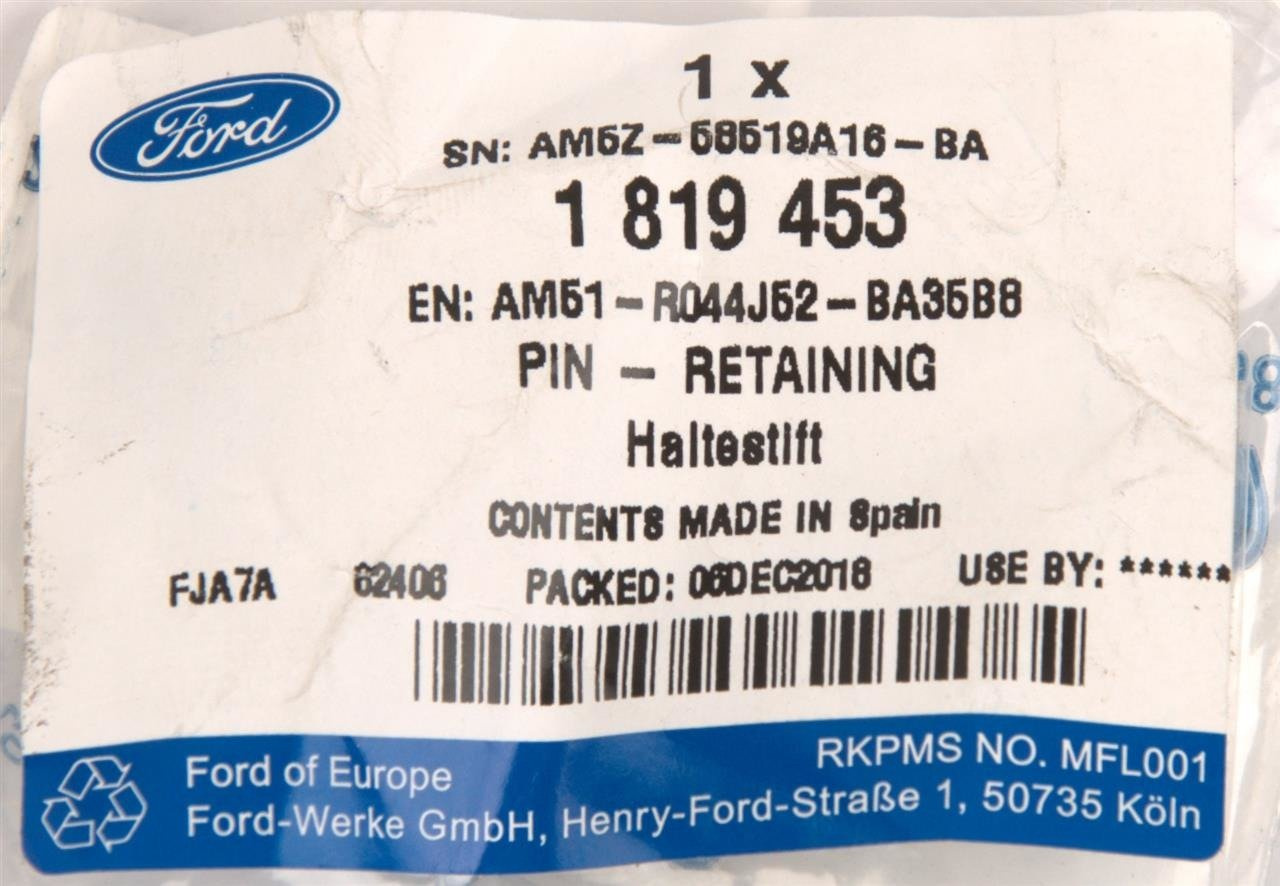 Ford
1 x
SN: AM5Z-58519A16-BA
1 819 453
EN: AM51-R044J52-BA35B8
PIN - RETAINING
Haltestift
CONTENTS MADE IN Spain
FJA7A 62406 PACKED: 06DEC2016 USE BY: ******
RKPMS NO. MFL001
Ford of Europe
Ford-Werke GmbH, Henry-Ford-Straße 1, 50735 Köln